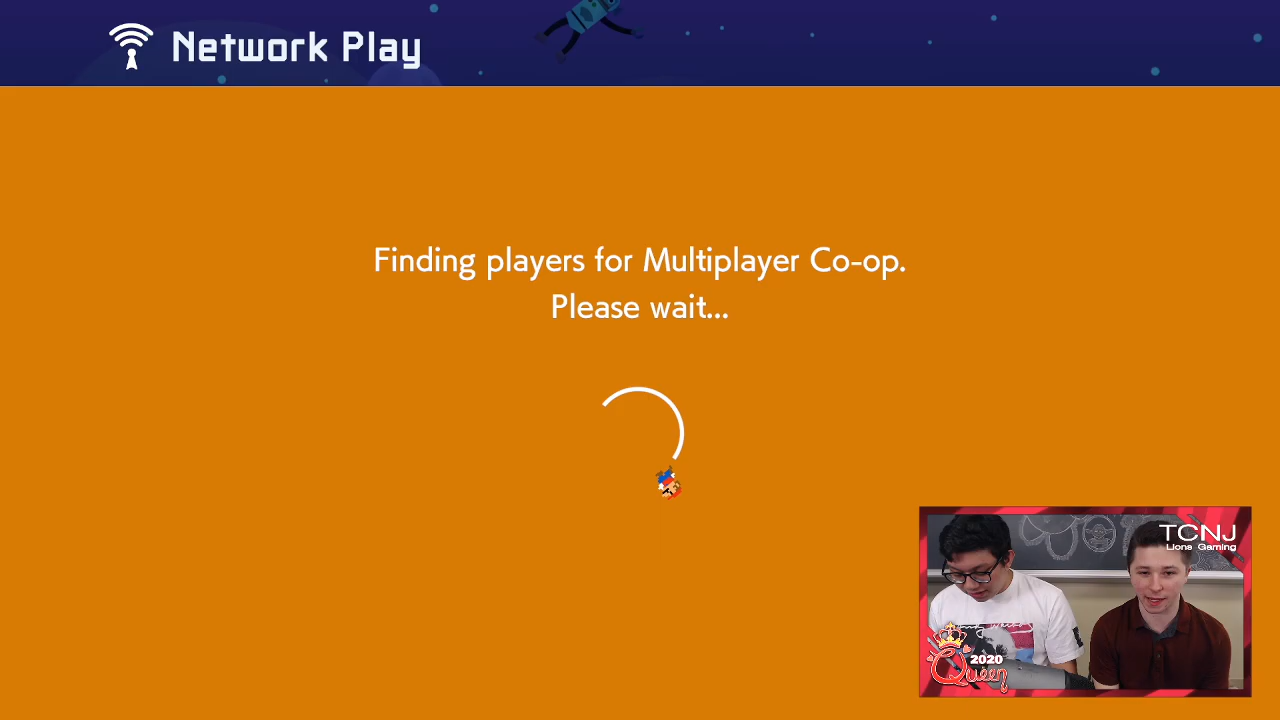 Network Play
Finding players for Multiplayer Co-op.
Please wait...
TCNJ
Lions Gaming
2020
Queen